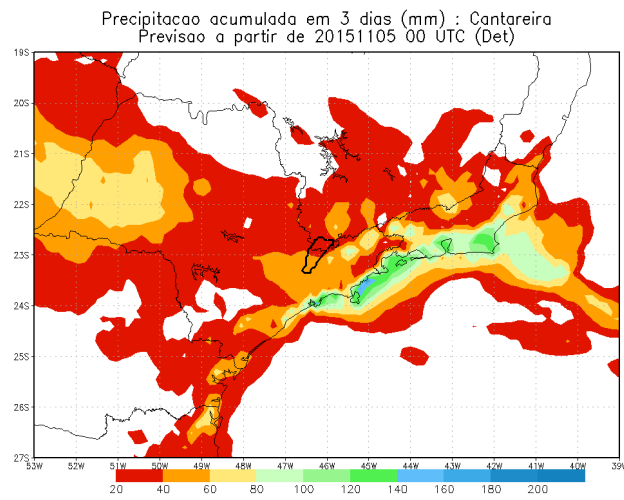 Precipitacao acumulada em 3 dias (mm) : Cantareira
Previsao a partir de 20151105 00 UTC (Det)
19S
20S
21S
22S
23S
24S
25S
26S
27S
53W 52W 51W 50W 49W 48W 47W 46W 45W 44W 43W 42W 41W 40W 39W
20 40 60 80 100 120 140 160 180 200